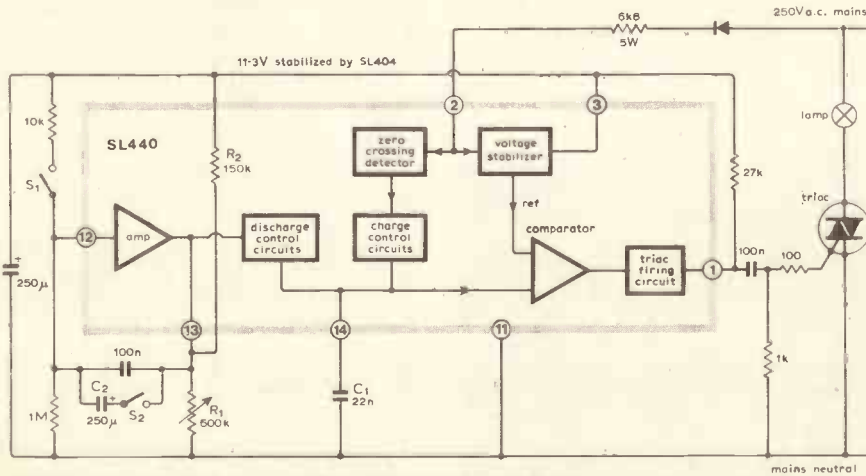 250V a.c. mains
6k8
5W
11·3V stabilized by SL404
2
3
10k
SL440
R2
150k
zero
crossing
detector
voltage
stabilizer
lamp
27k
S1
ref
triac
12
amp
discharge
control
circuits
charge
control
circuits
comparator
triac
firing
circuit
1
100n
100
250μ
+
13
14
11
100n
C2
+
250μ
S2
1M
R1
500k
C1
22n
1k
mains neutral